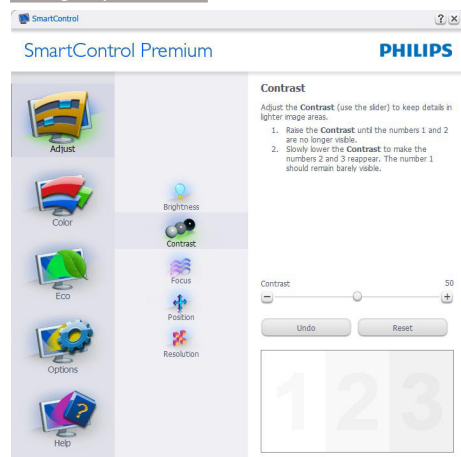 SmartControl
SmartControl Premium
PHILIPS
Adjust
Color
Eco
Options
Help
Brightness
Contrast
Focus
Position
Resolution
Contrast
Adjust the Contrast (use the slider) to keep details in
lighter image areas.
1. Raise the Contrast until the numbers 1 and 2
are no longer visible.
2. Slowly lower the Contrast to make the
numbers 2 and 3 reappear. The number 1
should remain barely visible.
Contrast 50
Undo Reset
1 2 3